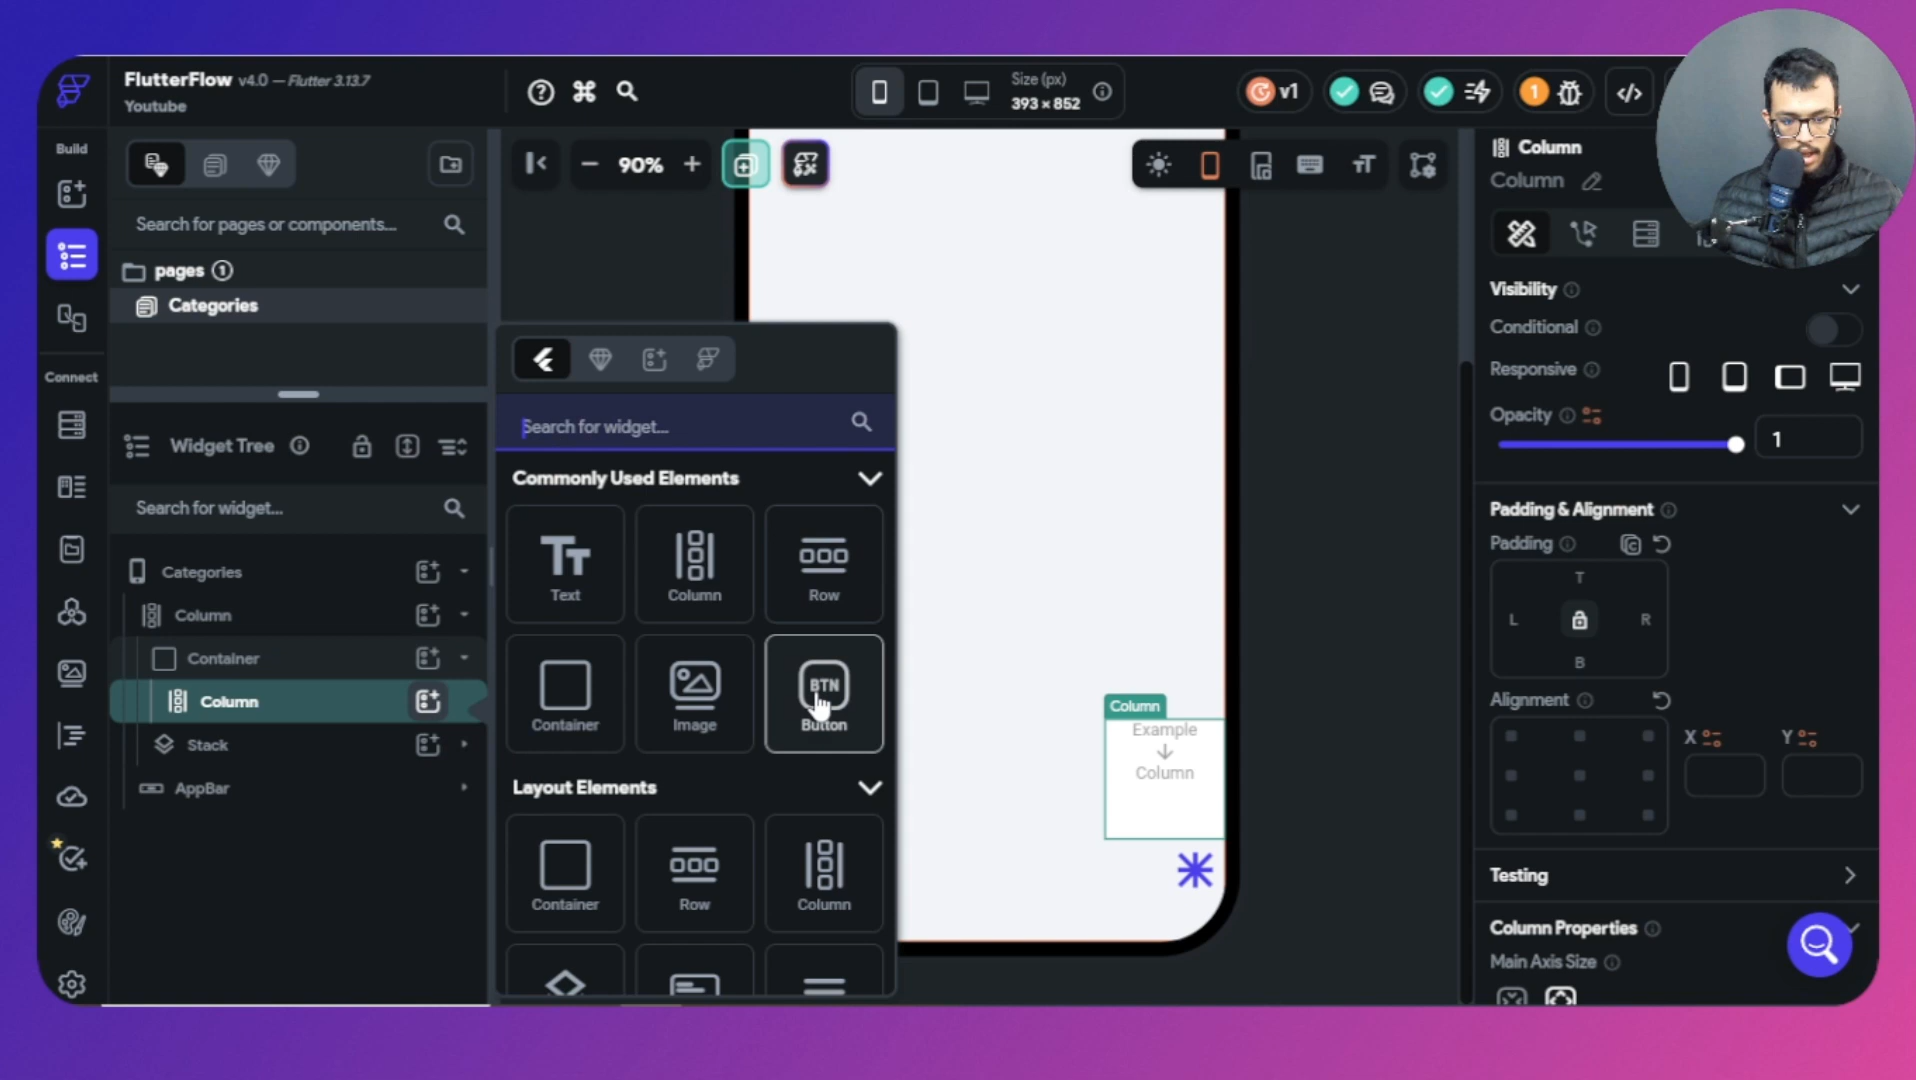 FlutterFlow v4.0 — Flutter 3.13.7
Youtube
Size (px)
393 × 852
v1
1
Build
Connect
Search for pages or components...
pages 1
Categories
Widget Tree
Search for widget...
Categories
Column
Container
Column
Stack
AppBar
90%
Search for widget...
Commonly Used Elements
Text
Column
Row
Container
Image
BTN
Button
Layout Elements
Container
Row
Column
Column
Example
Column
Column
Column
Visibility
Conditional
Responsive
Opacity
1
Padding & Alignment
Padding
T
L
R
B
Alignment
X
Y
Testing
Column Properties
Main Axis Size